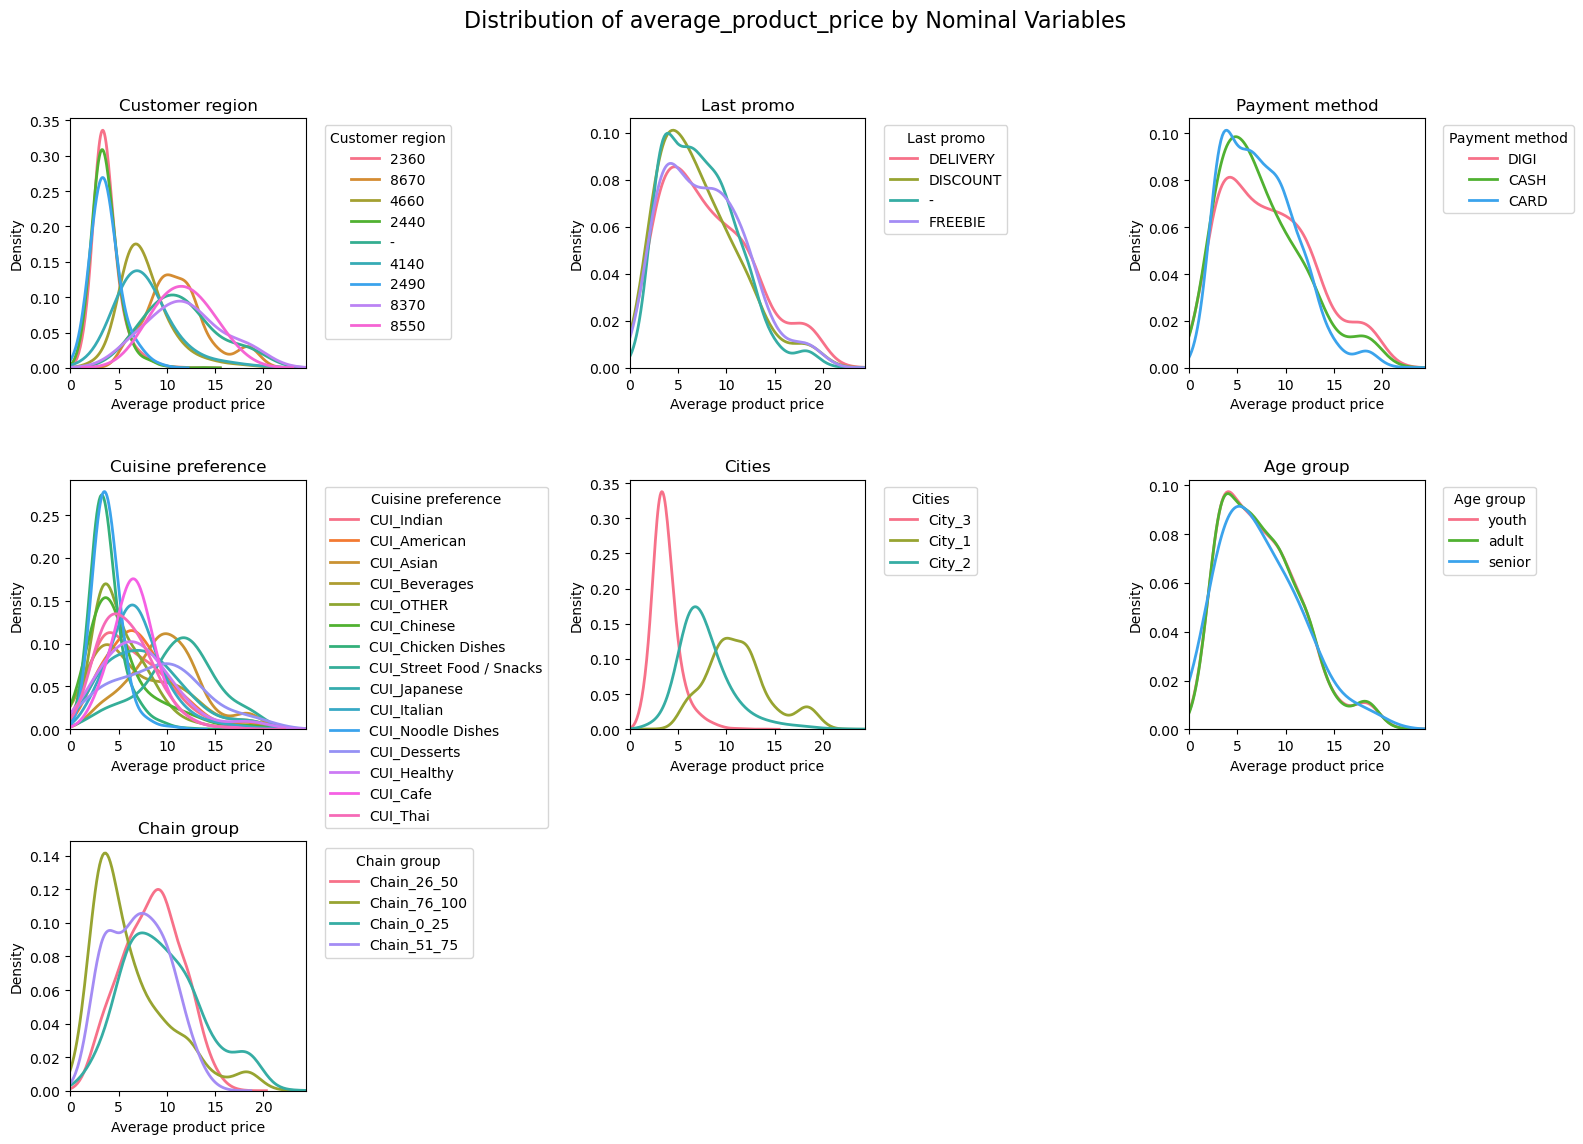 Distribution of average_product_price by Nominal Variables
Customer region
Density
0.35
0.30
0.25
0.20
0.15
0.10
0.05
0.00
0 5 10 15 20
Average product price
Customer region
2360
8670
4660
2440
-
4140
2490
8370
8550
Last promo
Density
0.10
0.08
0.06
0.04
0.02
0.00
0 5 10 15 20
Average product price
Last promo
DELIVERY
DISCOUNT
-
FREEBIE
Payment method
Density
0.10
0.08
0.06
0.04
0.02
0.00
0 5 10 15 20
Average product price
Payment method
DIGI
CASH
CARD
Cuisine preference
Density
0.25
0.20
0.15
0.10
0.05
0.00
0 5 10 15 20
Average product price
Cuisine preference
CUI_Indian
CUI_American
CUI_Asian
CUI_Beverages
CUI_OTHER
CUI_Chinese
CUI_Chicken Dishes
CUI_Street Food / Snacks
CUI_Japanese
CUI_Italian
CUI_Noodle Dishes
CUI_Desserts
CUI_Healthy
CUI_Cafe
CUI_Thai
Cities
Density
0.35
0.30
0.25
0.20
0.15
0.10
0.05
0.00
0 5 10 15 20
Average product price
Cities
City_3
City_1
City_2
Age group
Density
0.10
0.08
0.06
0.04
0.02
0.00
0 5 10 15 20
Average product price
Age group
youth
adult
senior
Chain group
Density
0.14
0.12
0.10
0.08
0.06
0.04
0.02
0.00
0 5 10 15 20
Average product price
Chain group
Chain_26_50
Chain_76_100
Chain_0_25
Chain_51_75